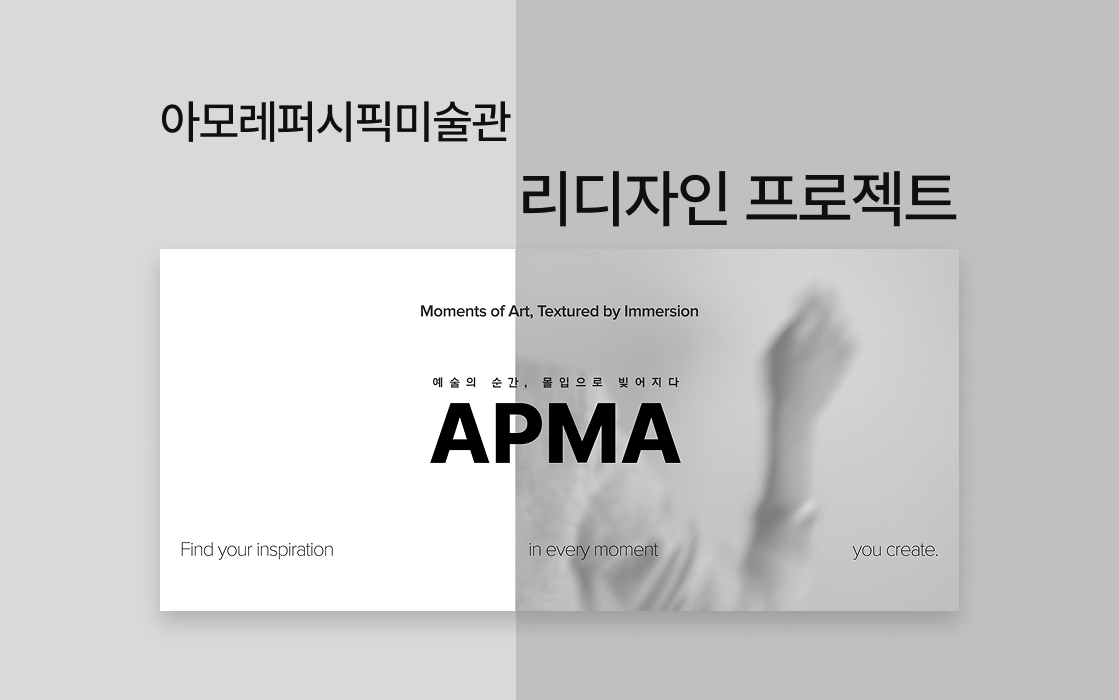 아모레퍼시픽미술관
리디자인 프로젝트
Moments of Art, Textured by Immersion
예술의 순간, 몰입으로 빚어지다
APMA
Find your inspiration in every moment you create.